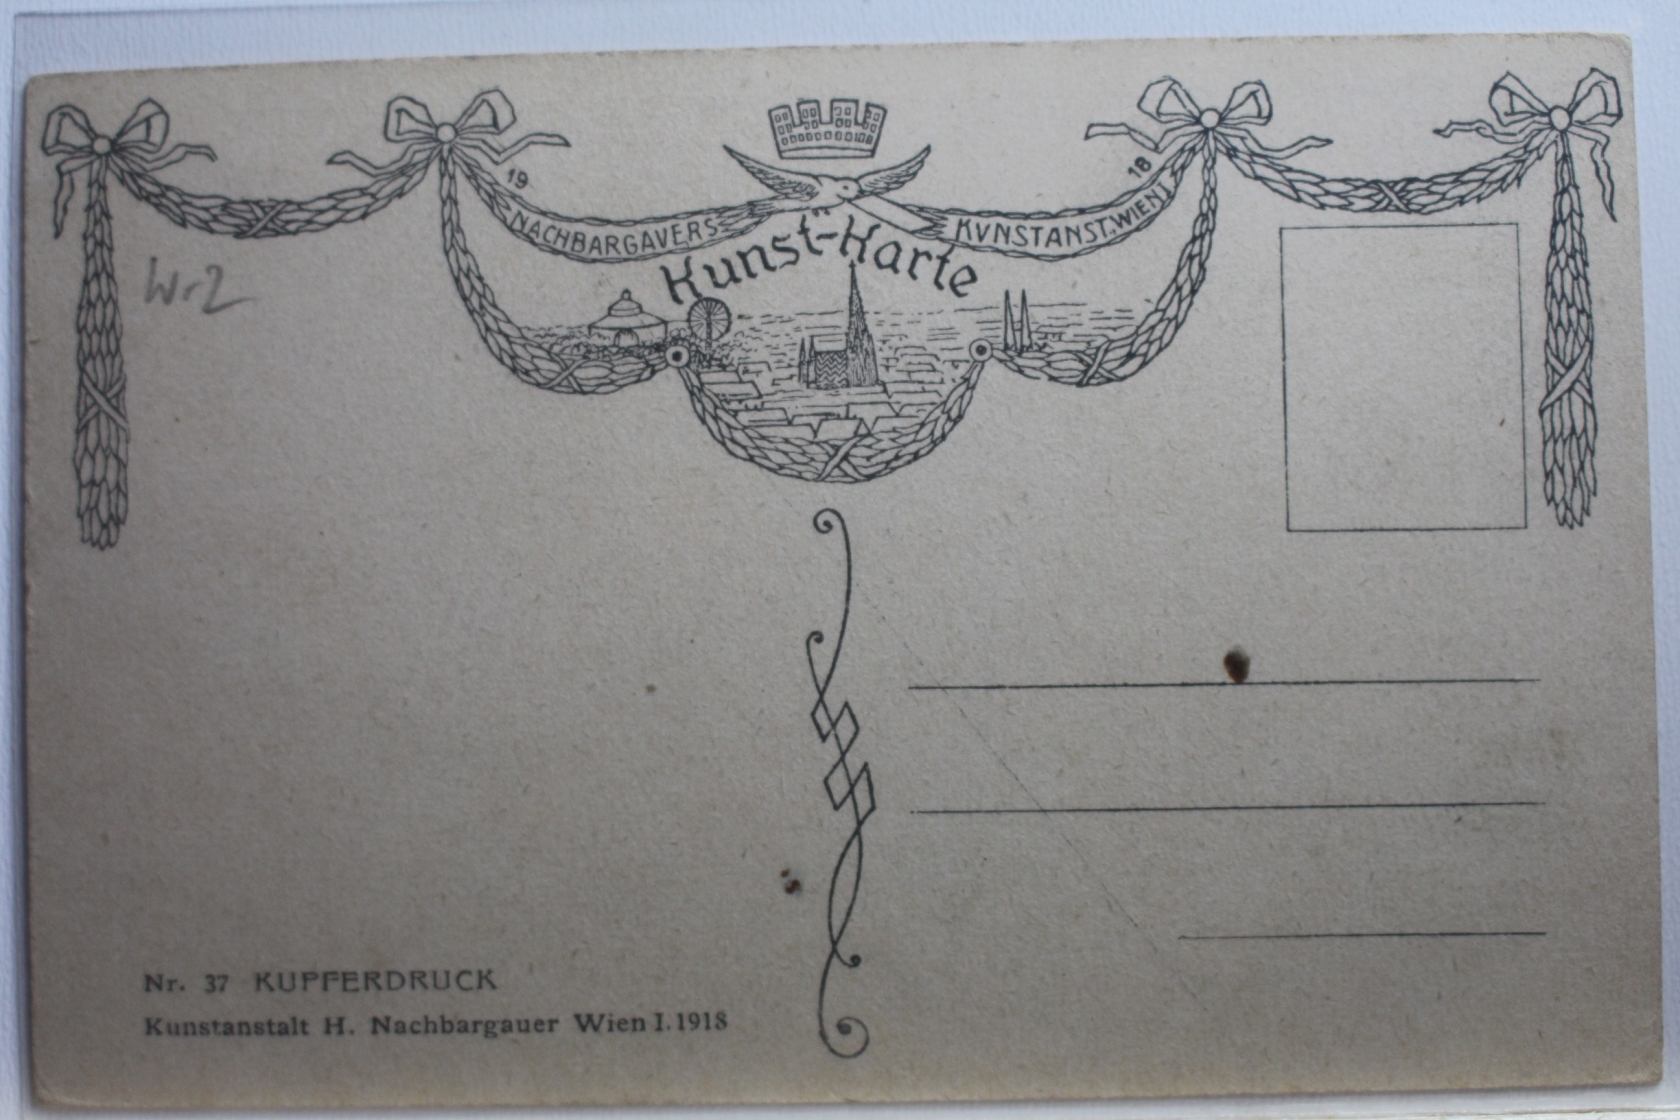 19 18
NACHBARGAVERS KVNSTANST. WIEN I
Kunst-Karte
Nr. 37 KUPFERDRUCK
Kunstanstalt H. Nachbargauer Wien I. 1918